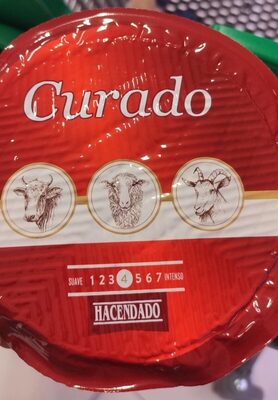 Curado
SUAVE 1 2 3 4 5 6 7 INTENSO
HACENDADO